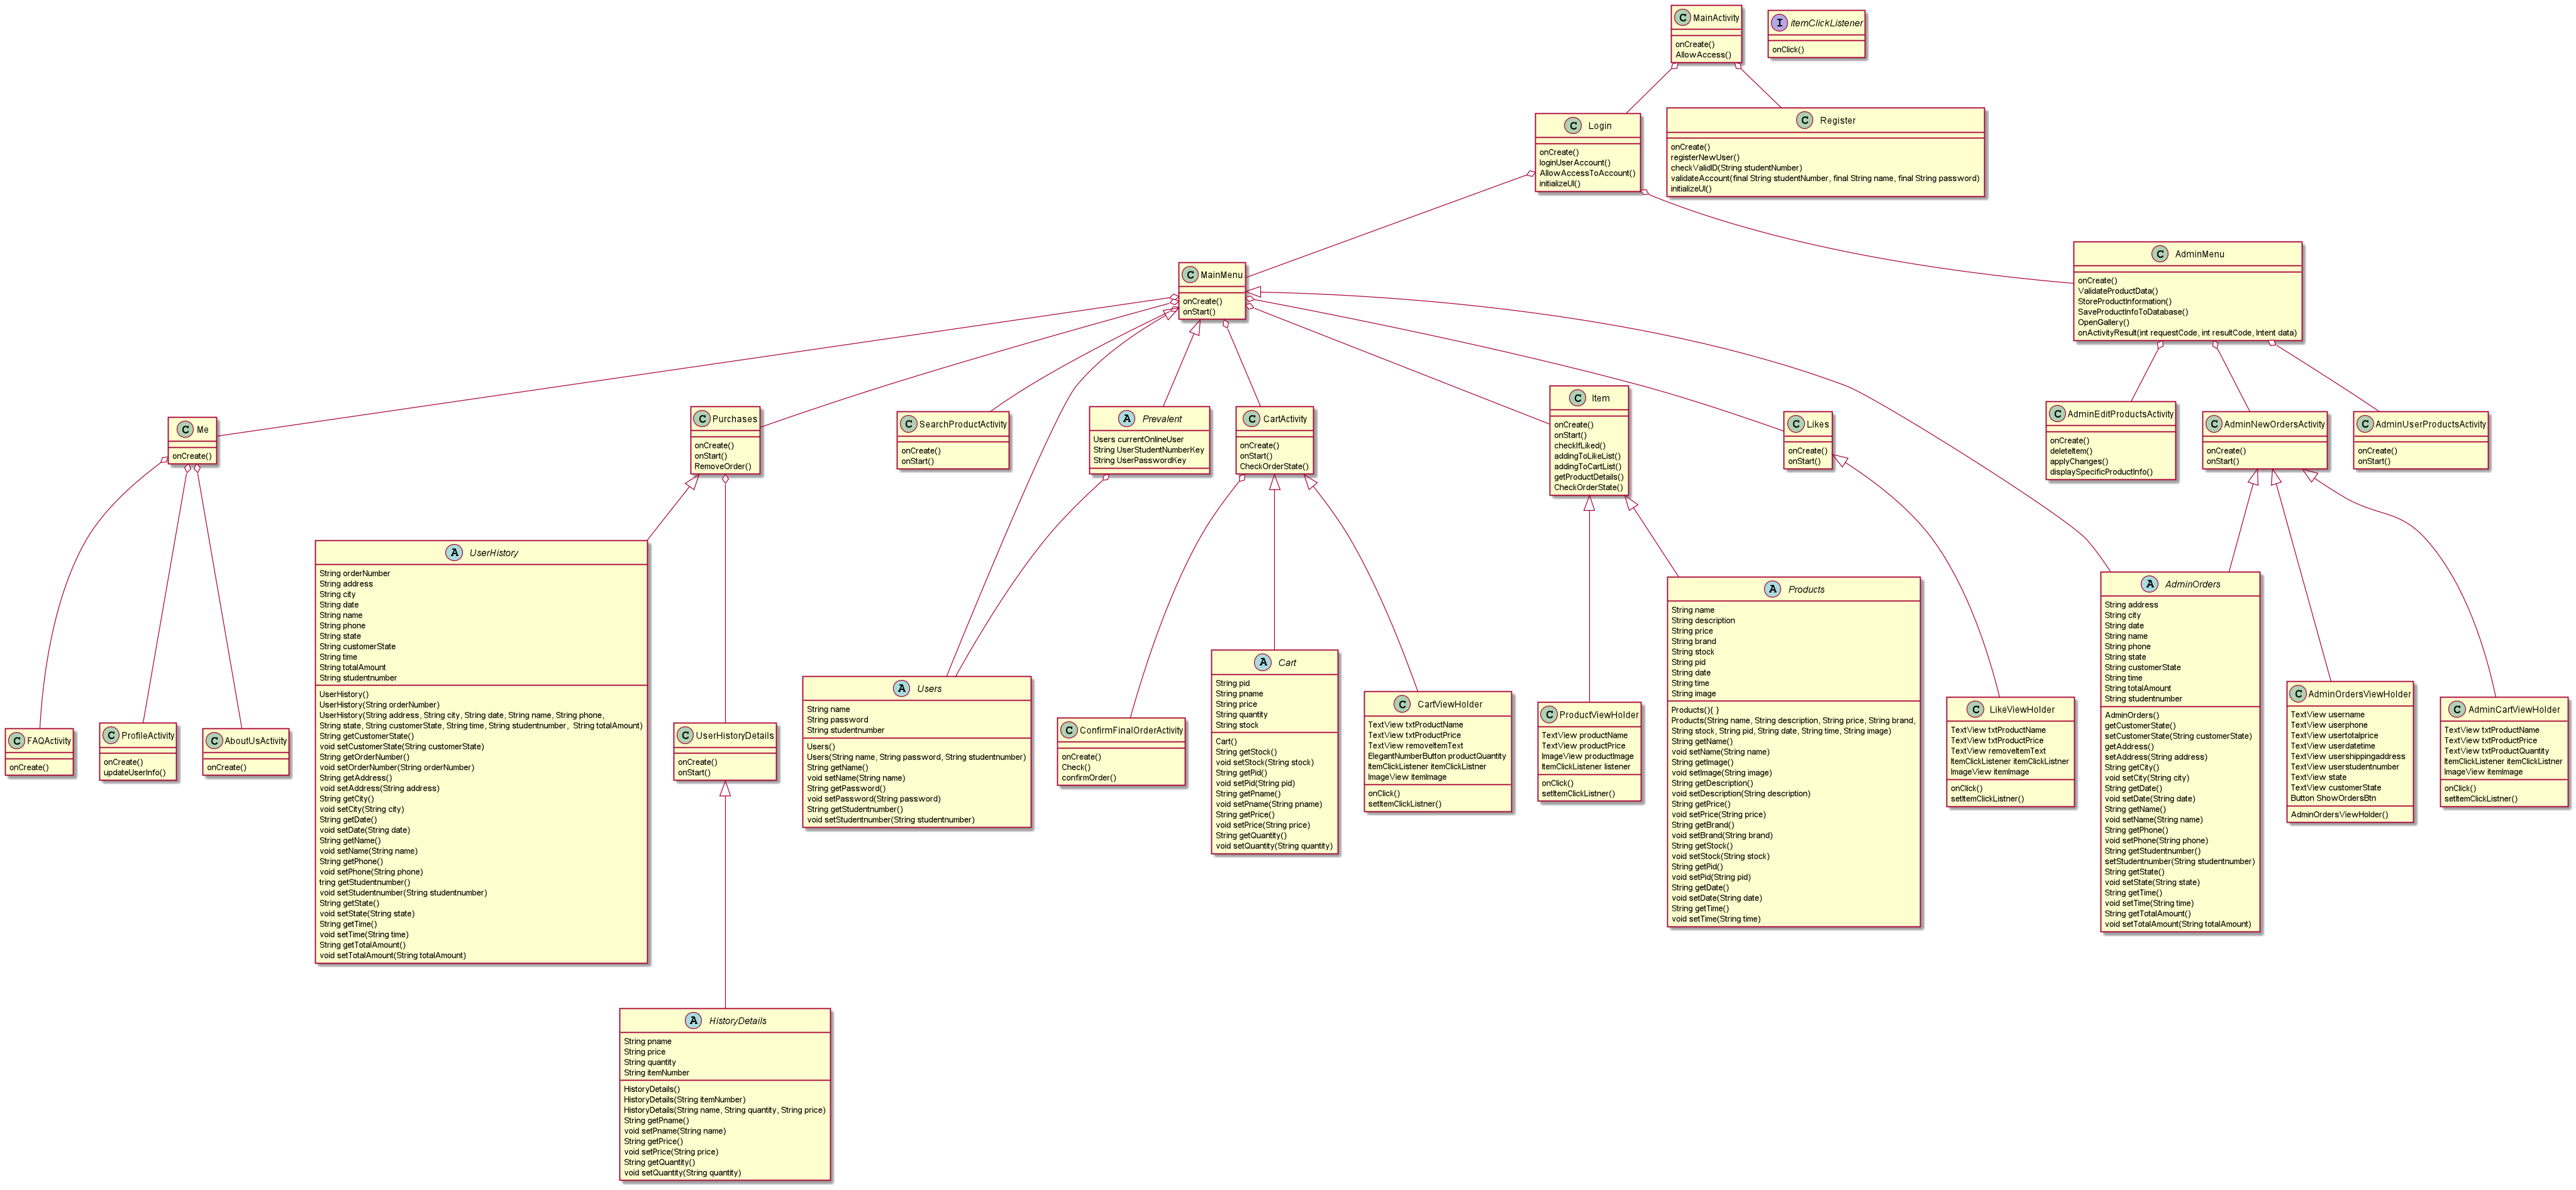 C MainActivity
onCreate()
AllowAccess()
I itemClickListener
onClick()
C Login
onCreate()
loginUserAccount()
AllowAccessToAccount()
initializeUI()
C Register
onCreate()
registerNewUser()
checkValidID(String studentNumber)
validateAccount(final String studentNumber, final String name, final String password)
initializeUI()
C MainMenu
onCreate()
onStart()
C AdminMenu
onCreate()
ValidateProductData()
StoreProductInformation()
SaveProductInfoToDatabase()
OpenGallery()
onActivityResult(int requestCode, int resultCode, Intent data)
C Me
onCreate()
C Purchases
onCreate()
onStart()
RemoveOrder()
C SearchProductActivity
onCreate()
onStart()
A Prevalent
Users currentOnlineUser
String UserStudentNumberKey
String UserPasswordKey
C CartActivity
onCreate()
onStart()
CheckOrderState()
C Item
onCreate()
onStart()
checkIfLiked()
addingToLikeList()
addingToCartList()
getProductDetails()
CheckOrderState()
C Likes
onCreate()
onStart()
C AdminEditProductsActivity
onCreate()
deleteItem()
applyChanges()
displaySpecificProductInfo()
C AdminNewOrdersActivity
onCreate()
onStart()
C AdminUserProductsActivity
onCreate()
onStart()
C FAQActivity
onCreate()
C ProfileActivity
onCreate()
updateUserInfo()
C AboutUsActivity
onCreate()
A UserHistory
String orderNumber
String address
String city
String date
String name
String phone
String state
String customerState
String time
String totalAmount
String studentnumber
UserHistory()
UserHistory(String orderNumber)
UserHistory(String address, String city, String date, String name, String phone,
String state, String customerState, String time, String studentnumber, String totalAmount)
String getCustomerState()
void setCustomerState(String customerState)
String getOrderNumber()
void setOrderNumber(String orderNumber)
String getAddress()
void setAddress(String address)
String getCity()
void setCity(String city)
String getDate()
void setDate(String date)
String getName()
void setName(String name)
String getPhone()
void setPhone(String phone)
tring getStudentnumber()
void setStudentnumber(String studentnumber)
String getState()
void setState(String state)
String getTime()
void setTime(String time)
String getTotalAmount()
void setTotalAmount(String totalAmount)
C UserHistoryDetails
onCreate()
onStart()
A Users
String name
String password
String studentnumber
Users()
Users(String name, String password, String studentnumber)
String getName()
void setName(String name)
String getPassword()
void setPassword(String password)
String getStudentnumber()
void setStudentnumber(String studentnumber)
C ConfirmFinalOrderActivity
onCreate()
Check()
confirmOrder()
A Cart
String pid
String pname
String price
String quantity
String stock
Cart()
String getStock()
void setStock(String stock)
String getPid()
void setPid(String pid)
String getPname()
void setPname(String pname)
String getPrice()
void setPrice(String price)
String getQuantity()
void setQuantity(String quantity)
C CartViewHolder
TextView txtProductName
TextView txtProductPrice
TextView removeItemText
ElegantNumberButton productQuantity
ItemClickListener itemClickListner
ImageView itemImage
onClick()
setItemClickListner()
C ProductViewHolder
TextView productName
TextView productPrice
ImageView productImage
ItemClickListener listener
onClick()
setItemClickListner()
A Products
String name
String description
String price
String brand
String stock
String pid
String date
String time
String image
Products(){ }
Products(String name, String description, String price, String brand,
String stock, String pid, String date, String time, String image)
String getName()
void setName(String name)
String getImage()
void setImage(String image)
String getDescription()
void setDescription(String description)
String getPrice()
void setPrice(String price)
String getBrand()
void setBrand(String brand)
String getStock()
void setStock(String stock)
String getPid()
void setPid(String pid)
String getDate()
void setDate(String date)
String getTime()
void setTime(String time)
C LikeViewHolder
TextView txtProductName
TextView txtProductPrice
TextView removeItemText
ItemClickListener itemClickListner
ImageView itemImage
onClick()
setItemClickListner()
A AdminOrders
String address
String city
String date
String name
String phone
String state
String customerState
String time
String totalAmount
String studentnumber
AdminOrders()
getCustomerState()
setCustomerState(String customerState)
getAddress()
setAddress(String address)
String getCity()
void setCity(String city)
String getDate()
void setDate(String date)
String getName()
void setName(String name)
String getPhone()
void setPhone(String phone)
String getStudentnumber()
setStudentnumber(String studentnumber)
String getState()
void setState(String state)
String getTime()
void setTime(String time)
String getTotalAmount()
void setTotalAmount(String totalAmount)
C AdminOrdersViewHolder
TextView username
TextView userphone
TextView usertotalprice
TextView userdatetime
TextView usershippingaddress
TextView userstudentnumber
TextView state
TextView customerState
Button ShowOrdersBtn
AdminOrdersViewHolder()
C AdminCartViewHolder
TextView txtProductName
TextView txtProductPrice
TextView txtProductQuantity
ItemClickListener itemClickListner
ImageView itemImage
onClick()
setItemClickListner()
A HistoryDetails
String pname
String price
String quantity
String itemNumber
HistoryDetails()
HistoryDetails(String itemNumber)
HistoryDetails(String name, String quantity, String price)
String getPname()
void setPname(String name)
String getPrice()
void setPrice(String price)
String getQuantity()
void setQuantity(String quantity)